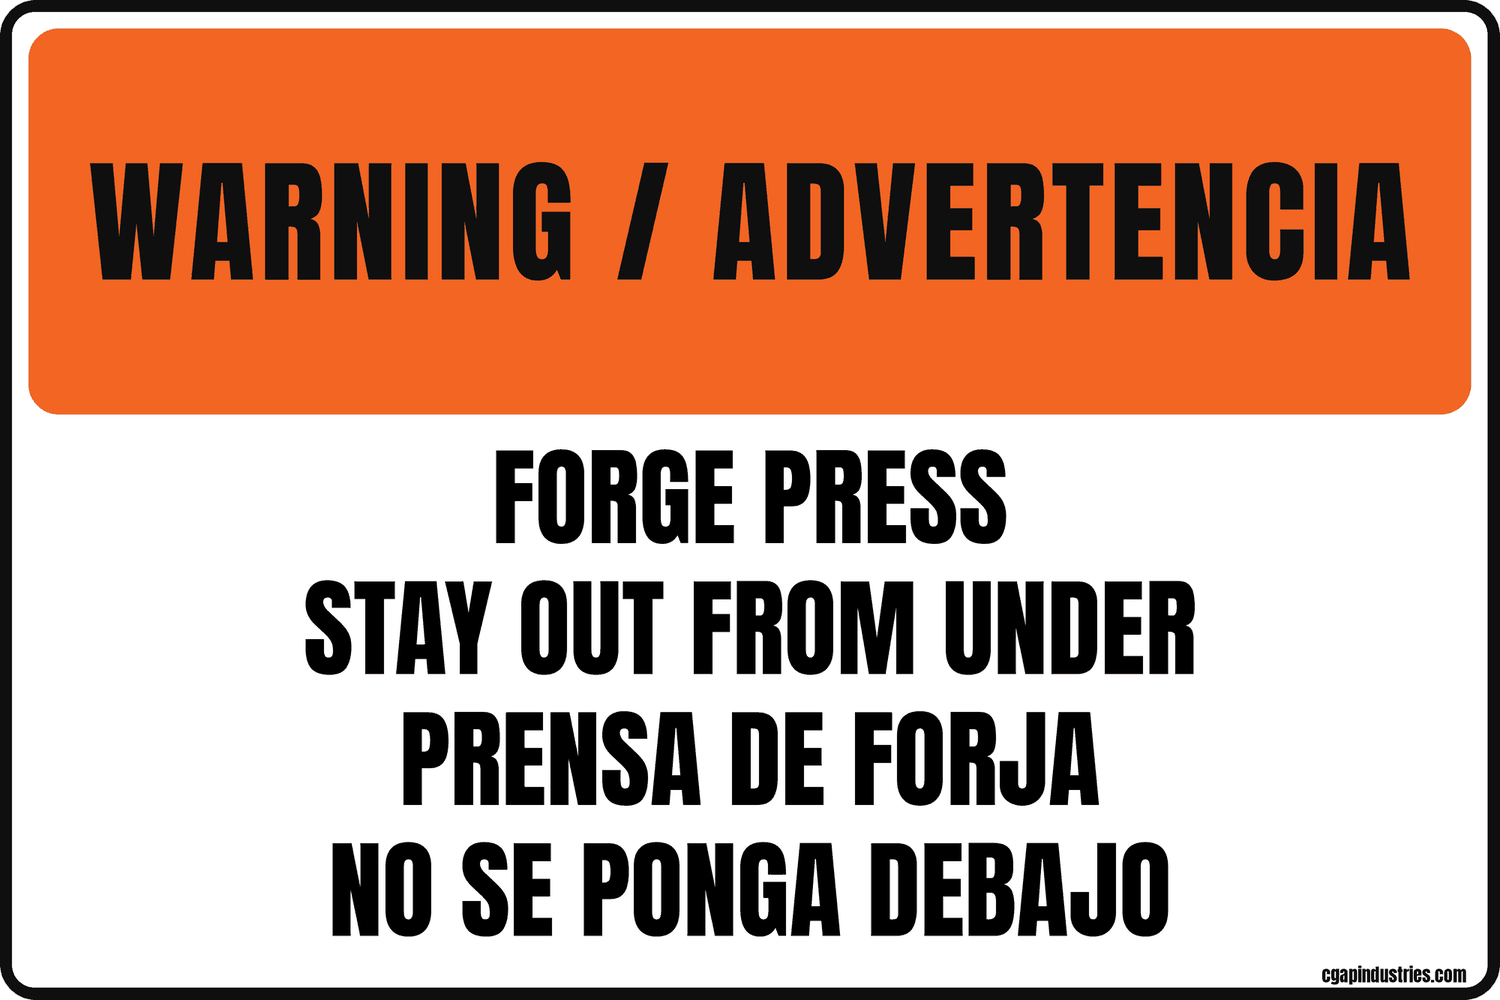 WARNING / ADVERTENCIA
FORGE PRESS
STAY OUT FROM UNDER
PRENSA DE FORJA
NO SE PONGA DEBAJO
cgapindustries.com